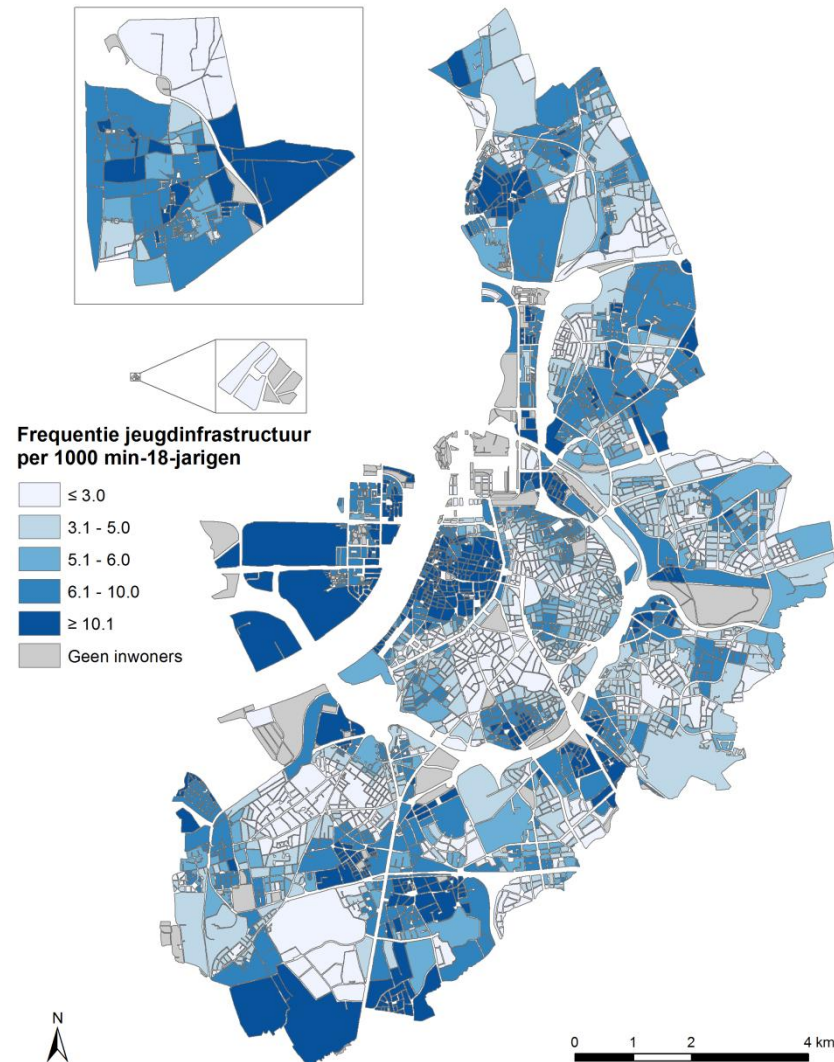 Frequentie jeugdinfrastructuur
per 1000 min-18-jarigen
≤ 3.0
3.1 - 5.0
5.1 - 6.0
6.1 - 10.0
≥ 10.1
Geen inwoners
N
0 1 2 4 km